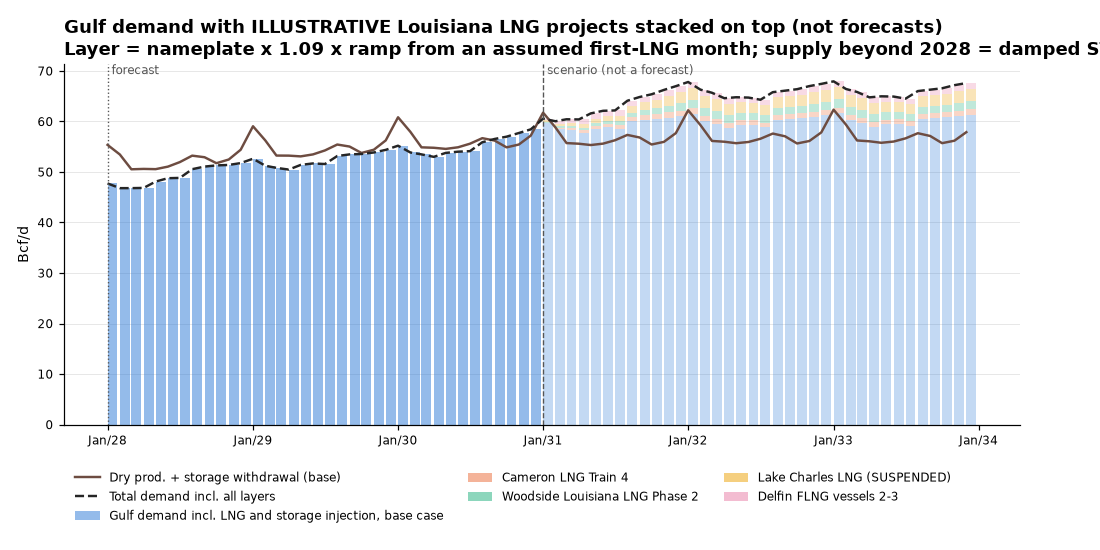 Gulf demand with ILLUSTRATIVE Louisiana LNG projects stacked on top (not forecasts)
Layer = nameplate x 1.09 x ramp from an assumed first-LNG month; supply beyond 2028 = damped
forecast
scenario (not a forecast)
70
60
50
40
30
20
10
0
Bcf/d
Jan/28
Jan/29
Jan/30
Jan/31
Jan/32
Jan/33
Jan/34
Dry prod. + storage withdrawal (base)
Total demand incl. all layers
Gulf demand incl. LNG and storage injection, base case
Cameron LNG Train 4
Woodside Louisiana LNG Phase 2
Lake Charles LNG (SUSPENDED)
Delfin FLNG vessels 2-3